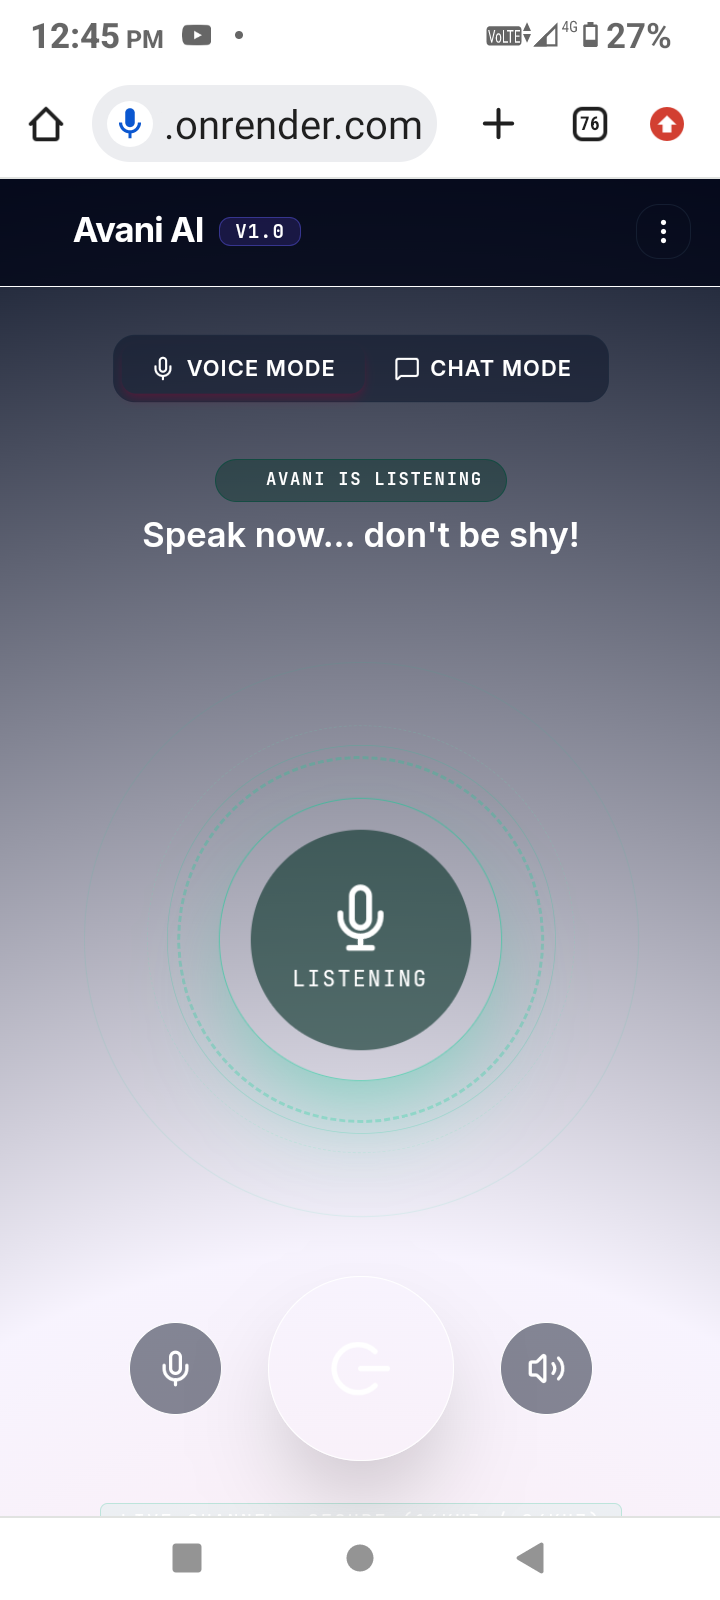 12:45 PM
VoLTE 4G 27%
.onrender.com
76
Avani AI V1.0
VOICE MODE CHAT MODE
AVANI IS LISTENING
Speak now... don't be shy!
LISTENING